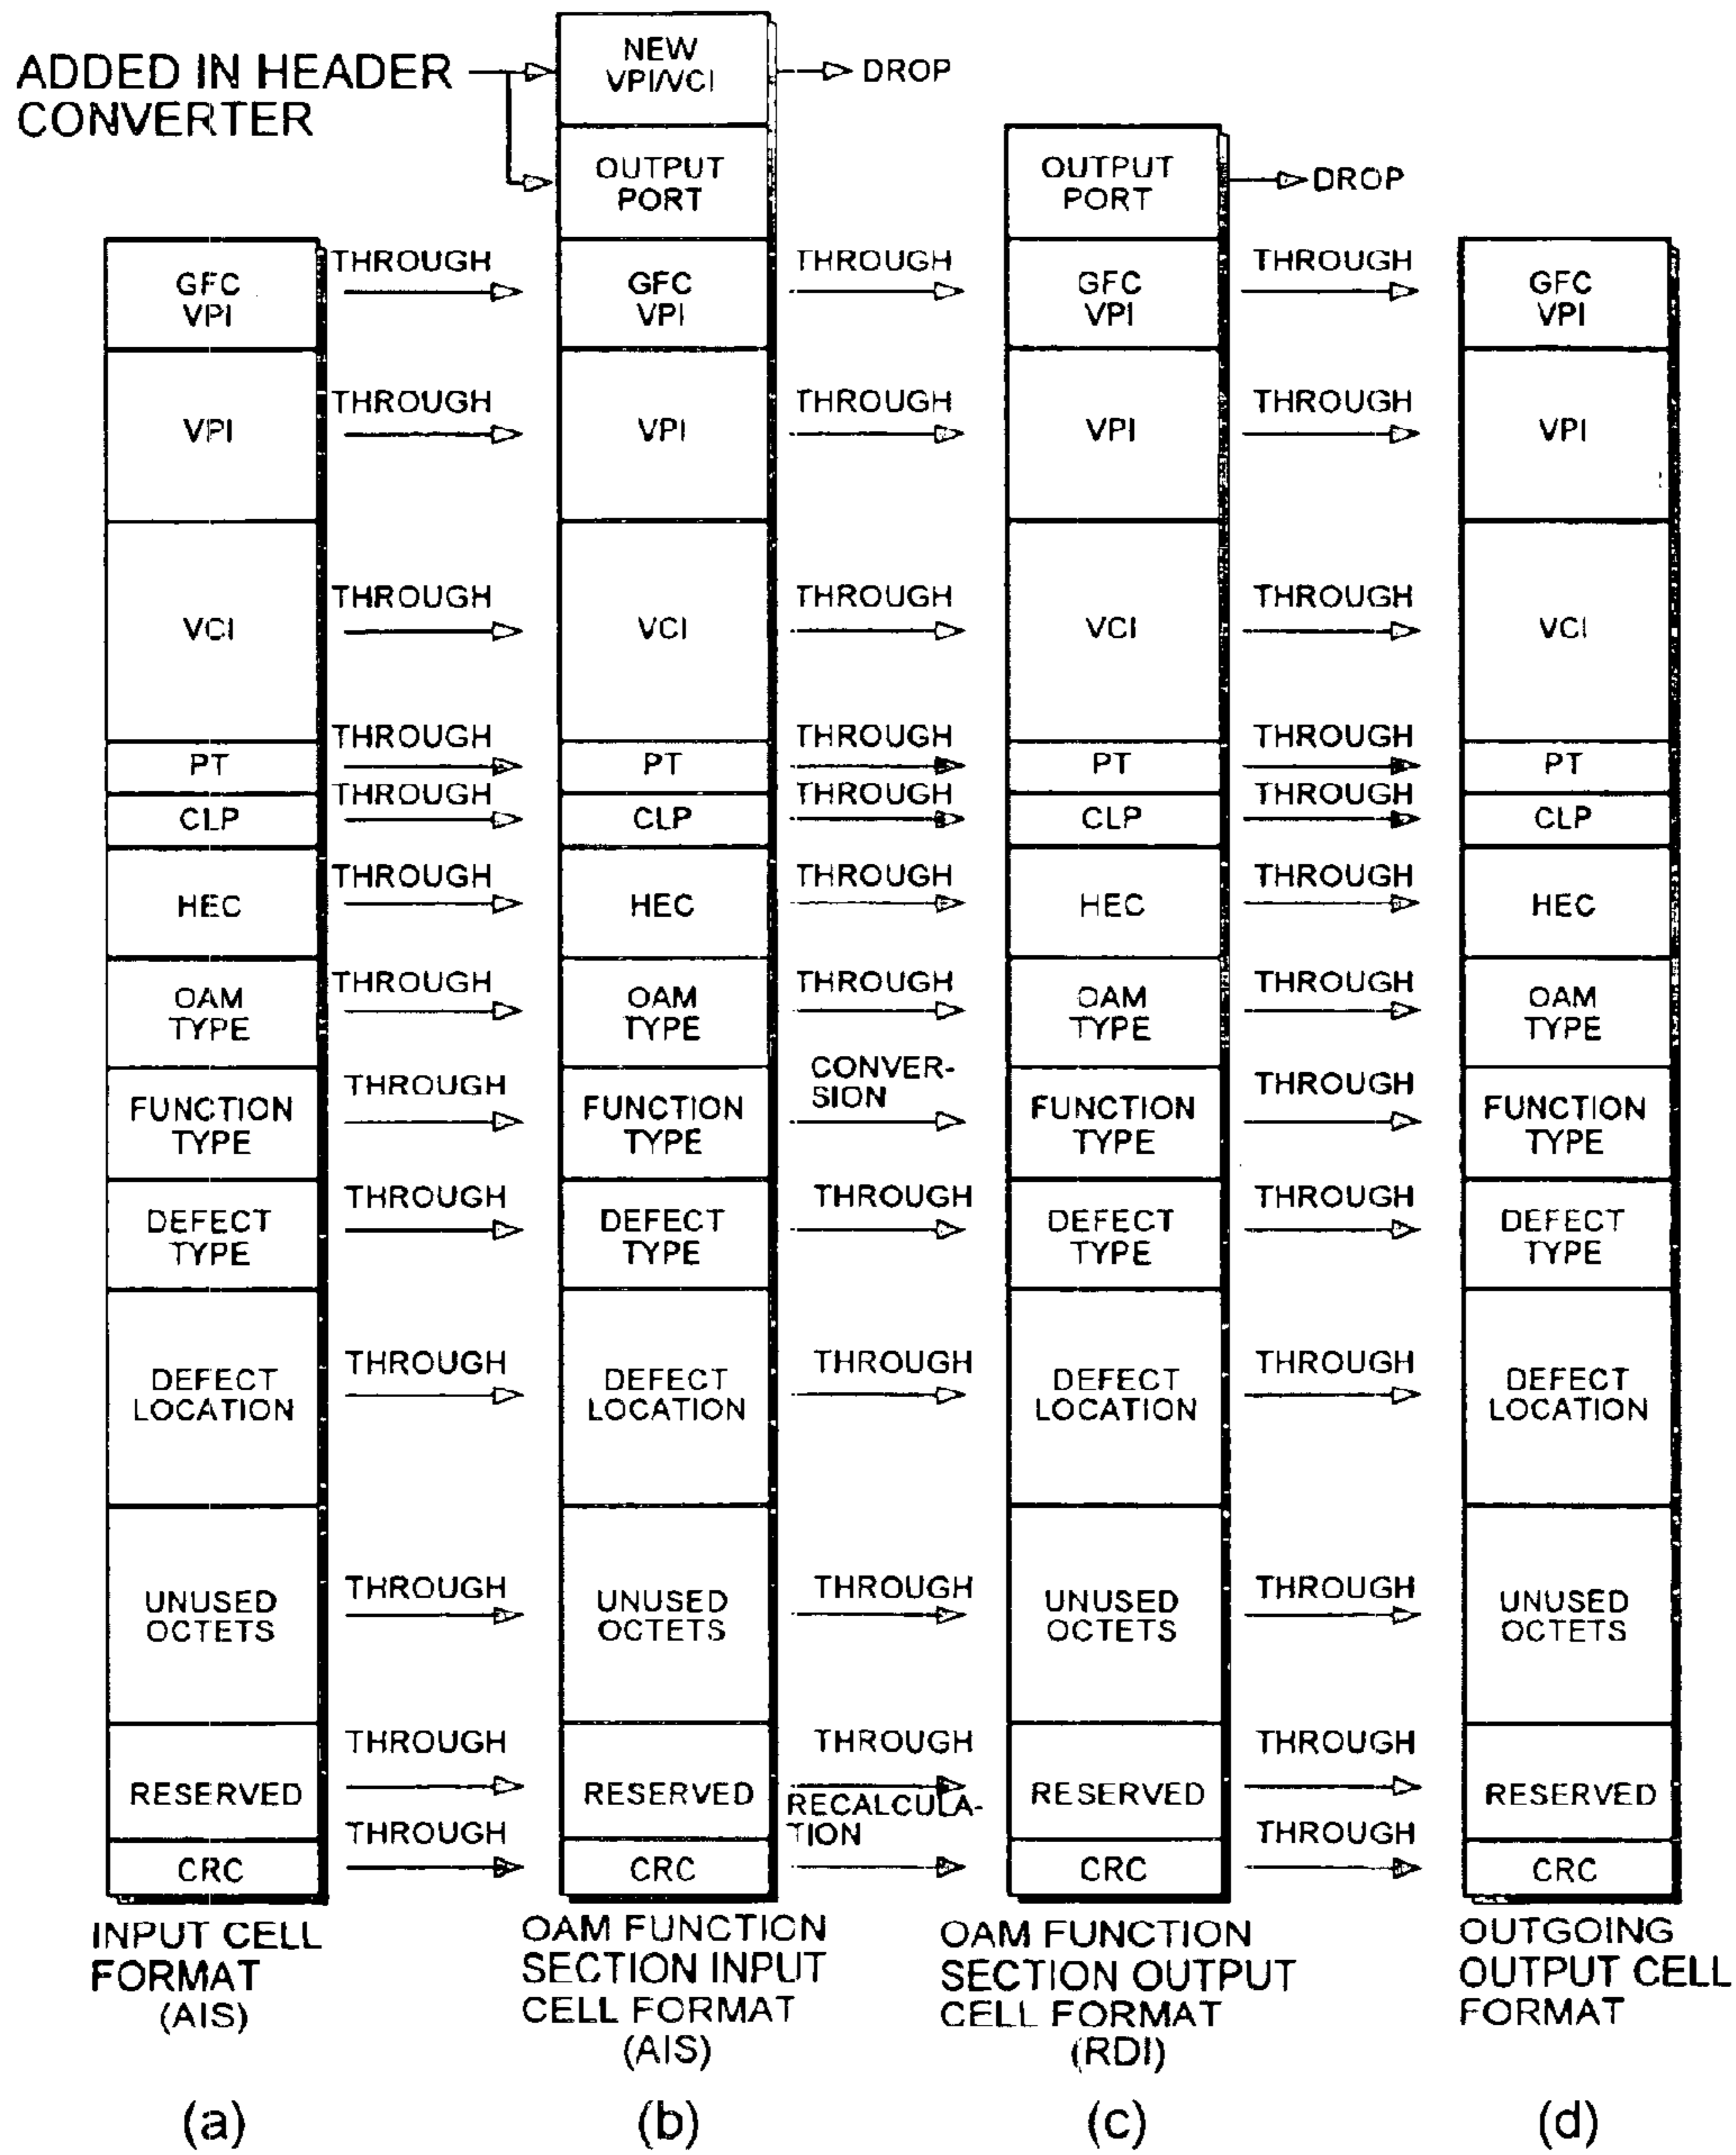 NEW
VPI/VCI
DROP
ADDED IN HEADER
CONVERTER
OUTPUT
PORT
OUTPUT
PORT
DROP
GFC
VPI
THROUGH
GFC
VPI
THROUGH
GFC
VPI
THROUGH
GFC
VPI
VPI
THROUGH
VPI
THROUGH
VPI
THROUGH
VPI
VCI
THROUGH
VCI
THROUGH
VCI
THROUGH
VCI
PT
THROUGH
PT
THROUGH
PT
THROUGH
PT
CLP
THROUGH
CLP
THROUGH
CLP
THROUGH
CLP
HEC
THROUGH
HEC
THROUGH
HEC
THROUGH
HEC
OAM
TYPE
THROUGH
OAM
TYPE
THROUGH
OAM
TYPE
THROUGH
OAM
TYPE
FUNCTION
TYPE
THROUGH
FUNCTION
TYPE
CONVER-
SION
FUNCTION
TYPE
THROUGH
FUNCTION
TYPE
DEFECT
TYPE
THROUGH
DEFECT
TYPE
THROUGH
DEFECT
TYPE
THROUGH
DEFECT
TYPE
DEFECT
LOCATION
THROUGH
DEFECT
LOCATION
THROUGH
DEFECT
LOCATION
THROUGH
DEFECT
LOCATION
UNUSED
OCTETS
THROUGH
UNUSED
OCTETS
THROUGH
UNUSED
OCTETS
THROUGH
UNUSED
OCTETS
RESERVED
THROUGH
RESERVED
THROUGH
RESERVED
THROUGH
RESERVED
CRC
THROUGH
CRC
RECALCULA-
TION
CRC
THROUGH
CRC
INPUT CELL
FORMAT
(AIS)
(a)
OAM FUNCTION
SECTION INPUT
CELL FORMAT
(AIS)
(b)
OAM FUNCTION
SECTION OUTPUT
CELL FORMAT
(RDI)
(c)
OUTGOING
OUTPUT CELL
FORMAT
(d)